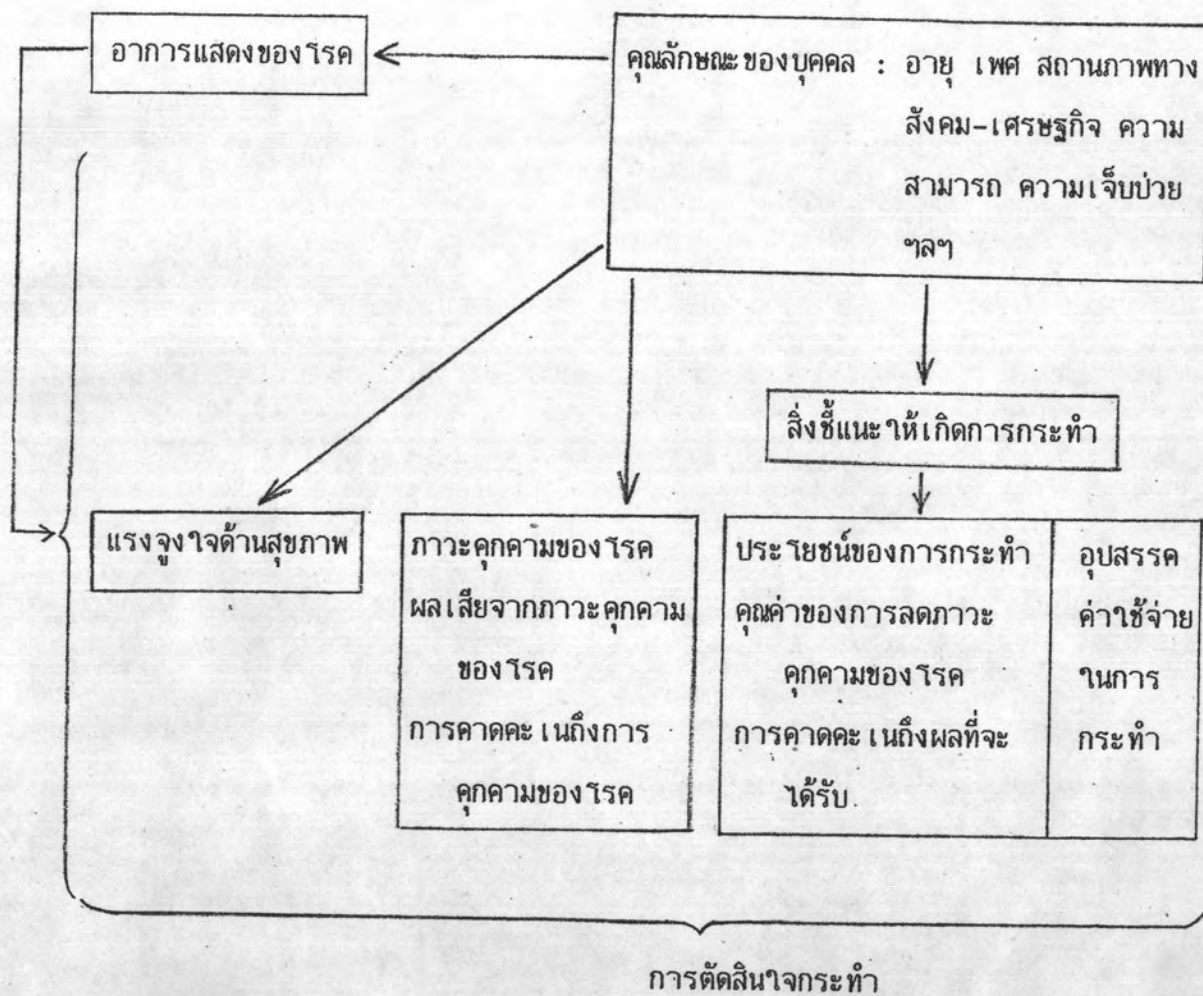 อาการแสดงของโรค
คุณลักษณะของบุคคล : อายุ เพศ สถานภาพทาง
สังคม-เศรษฐกิจ ความ
สามารถ ความเจ็บป่วย
ฯลฯ
สิ่งชี้แนะให้เกิดการกระทำ
แรงจูงใจด้านสุขภาพ
ภาวะคุกคามของโรค
ผลเสียจากภาวะคุกคาม
ของโรค
การคาดคะเนถึงการ
คุกคามของโรค
ประโยชน์ของการกระทำ
คุณค่าของการลดภาวะ
คุกคามของโรค
การคาดคะเนถึงผลที่จะ
ได้รับ
อุปสรรค
ค่าใช้จ่าย
ในการ
กระทำ
การตัดสินใจกระทำ